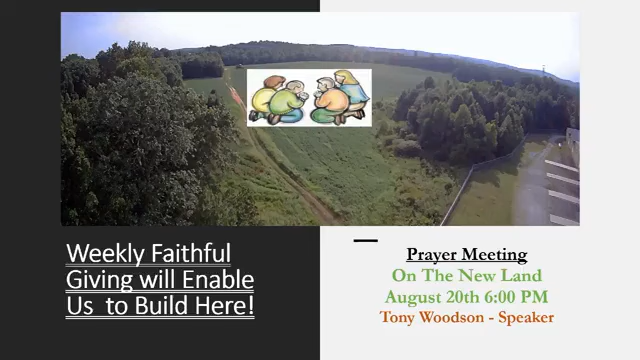 Weekly Faithful
Giving will Enable
Us to Build Here!
Prayer Meeting
On The New Land
August 20th 6:00 PM
Tony Woodson - Speaker